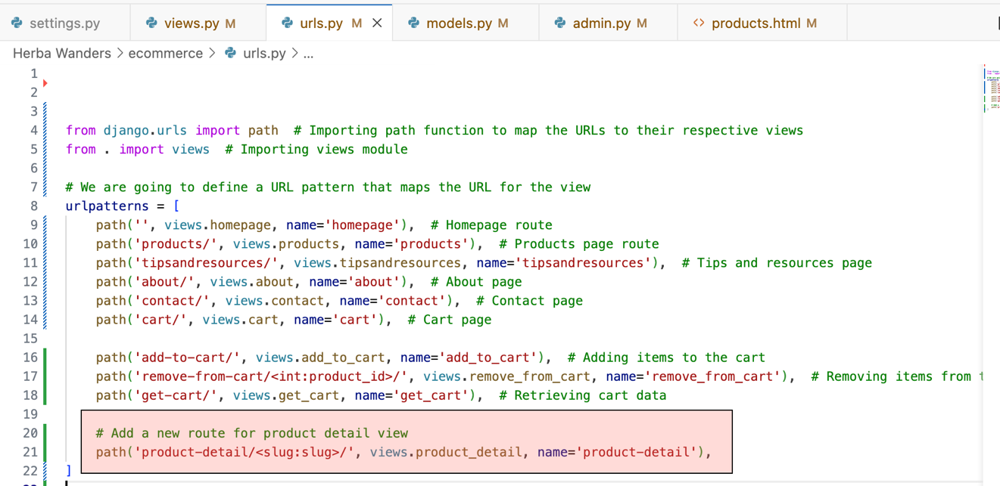 settings.py views.py M urls.py M models.py M admin.py M products.html M
Herba Wanders > ecommerce > urls.py > ...
1
2
3
4 from django.urls import path # Importing path function to map the URLs to their respective views
5 from . import views # Importing views module
6
7 # We are going to define a URL pattern that maps the URL for the view
8 urlpatterns = [
9 path('', views.homepage, name='homepage'), # Homepage route
10 path('products/', views.products, name='products'), # Products page route
11 path('tipsandresources/', views.tipsandresources, name='tipsandresources'), # Tips and resources page
12 path('about/', views.about, name='about'), # About page
13 path('contact/', views.contact, name='contact'), # Contact page
14 path('cart/', views.cart, name='cart'), # Cart page
15
16 path('add-to-cart/', views.add_to_cart, name='add_to_cart'), # Adding items to the cart
17 path('remove-from-cart/<int:product_id>/', views.remove_from_cart, name='remove_from_cart'), # Removing items from
18 path('get-cart/', views.get_cart, name='get_cart'), # Retrieving cart data
19
20 # Add a new route for product detail view
21 path('product-detail/<slug:slug>/', views.product_detail, name='product-detail'),
22 ]